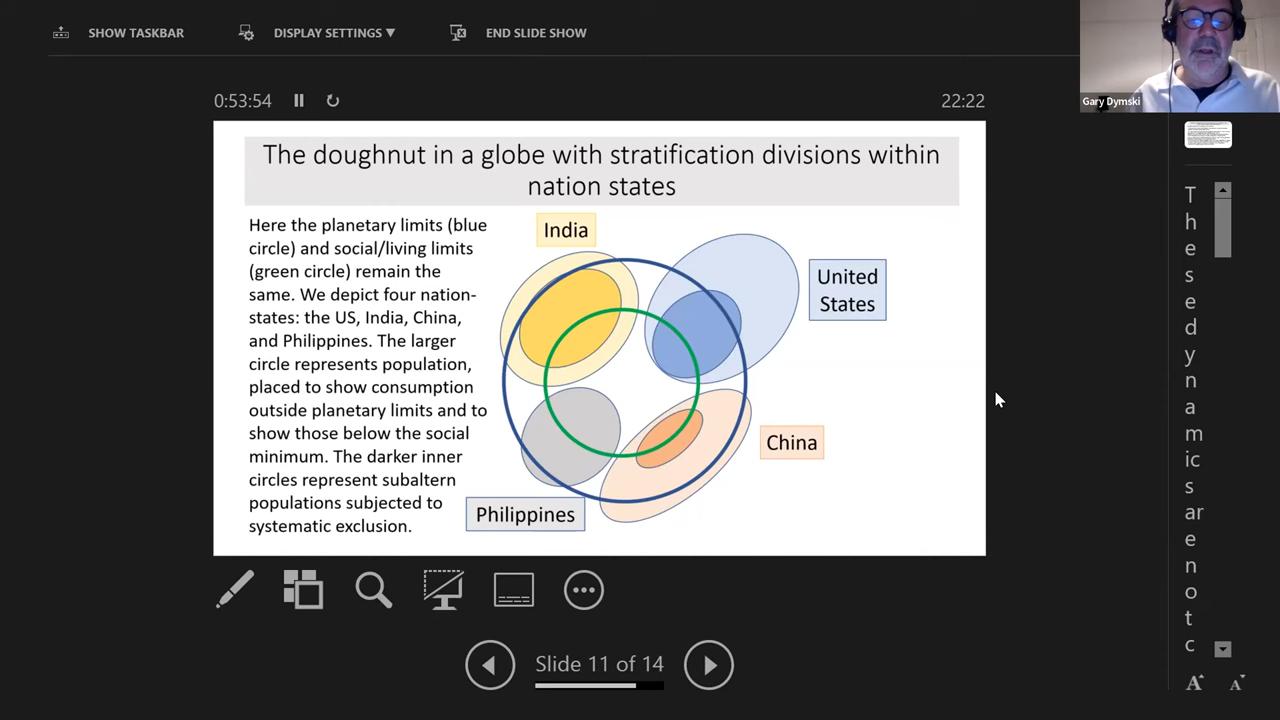 SHOW TASKBAR
DISPLAY SETTINGS ▼
END SLIDE SHOW
Gary Dymski
0:53:54
22:22
The doughnut in a globe with stratification divisions within
nation states
Here the planetary limits (blue
circle) and social/living limits
(green circle) remain the
same. We depict four nation-
states: the US, India, China,
and Philippines. The larger
circle represents population,
placed to show consumption
outside planetary limits and to
show those below the social
minimum. The darker inner
circles represent subaltern
populations subjected to
systematic exclusion.
India
United
States
China
Philippines
Slide 11 of 14
T
h
e
s
e
d
y
n
a
m
ic
s
ar
e
n
o
t
c
A
A